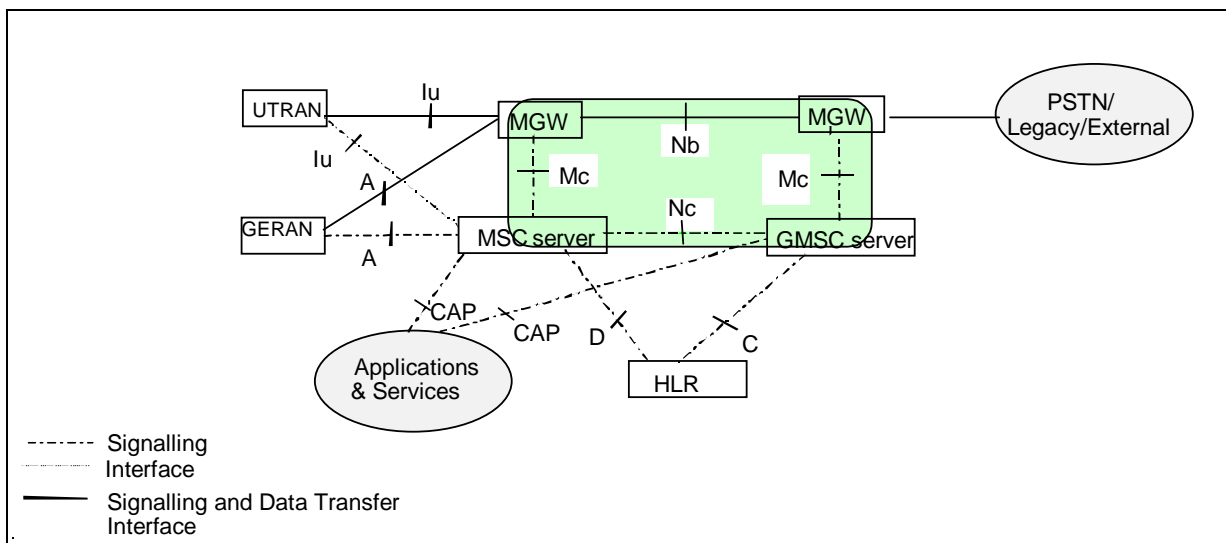 Iu
UTRAN
MGW
MGW
PSTN/
Legacy/External
Iu
Nb
A
Mc
Mc
Nc
GERAN
MSC server
GMSC server
A
CAP
CAP
D
C
Applications
& Services
HLR
Signalling
Interface
Signalling and Data Transfer
Interface